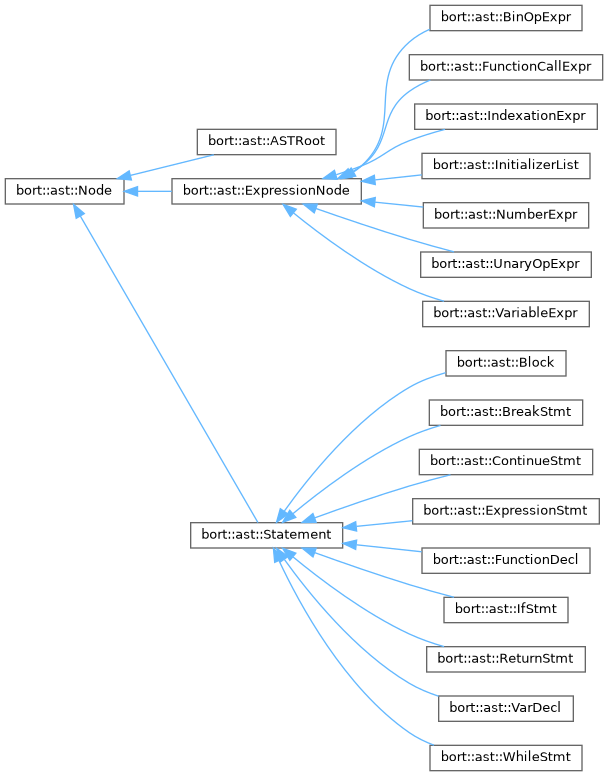 bort::ast::BinOpExpr
bort::ast::FunctionCallExpr
bort::ast::IndexationExpr
bort::ast::ASTRoot
bort::ast::InitializerList
bort::ast::Node
bort::ast::ExpressionNode
bort::ast::NumberExpr
bort::ast::UnaryOpExpr
bort::ast::VariableExpr
bort::ast::Block
bort::ast::BreakStmt
bort::ast::ContinueStmt
bort::ast::ExpressionStmt
bort::ast::Statement
bort::ast::FunctionDecl
bort::ast::IfStmt
bort::ast::ReturnStmt
bort::ast::VarDecl
bort::ast::WhileStmt